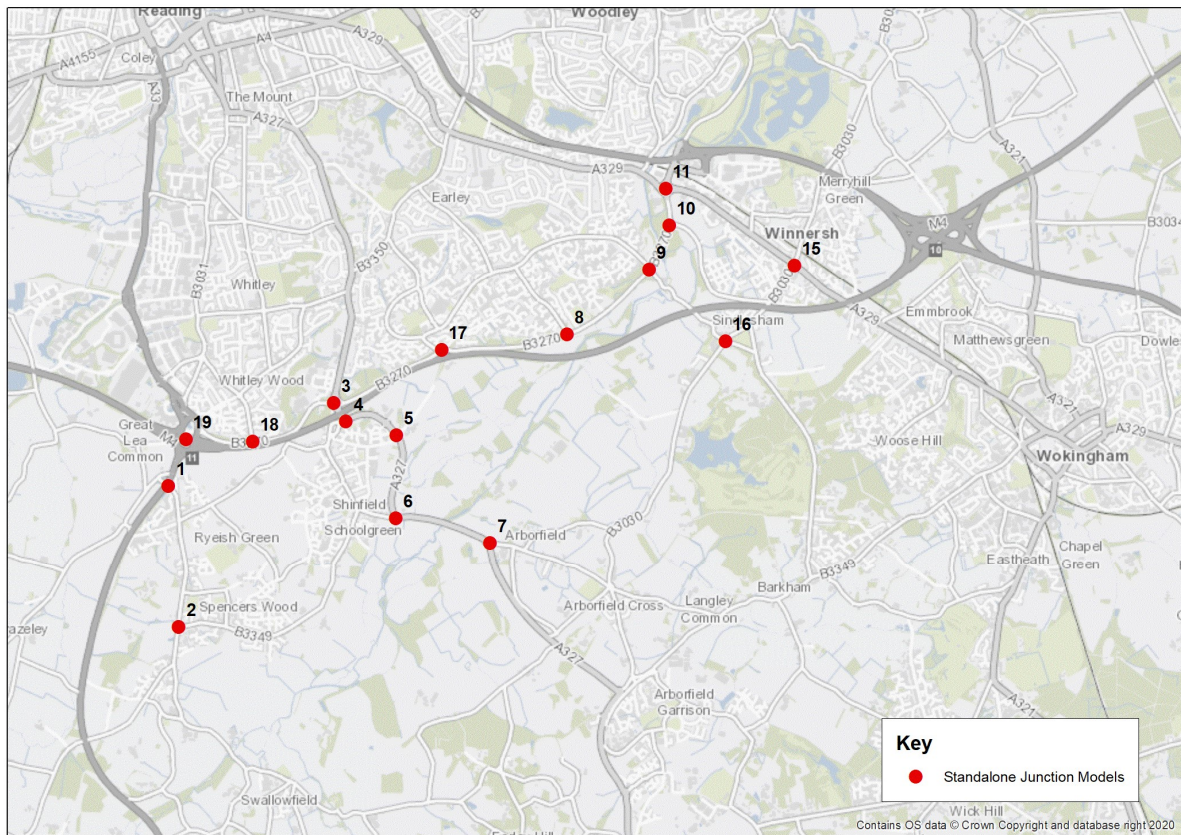 Reading
Woodley
A329
A4
A4155
Coley
A33
The Mount
A327
B3030
A321
A329
11
Merryhill
Green
Earley
10
B3034
Winnersh
M4
10
B3350
B3031
9
B3270
15
B3030
Whitley
Sindlesham
A329
Emmbrook
8
16
17
B3270
Matthewsgreen
B3270
Whitley Wood
3
4
A321
Great
Lea
Common
19
M4
18
5
A329
11
Woose Hill
Wokingham
1
A327
Shinfield
6
Schoolgreen
7
Arborfield
B3030
Ryeish Green
Chapel
Green
Eastheath
Barkham
B3349
2
Spencers Wood
B3349
Arborfield Cross
Langley
Common
A327
Arborfield
Garrison
A321
Key
Standalone Junction Models
Swallowfield
Wick Hill
Contains OS data © Crown Copyright and database right 2020